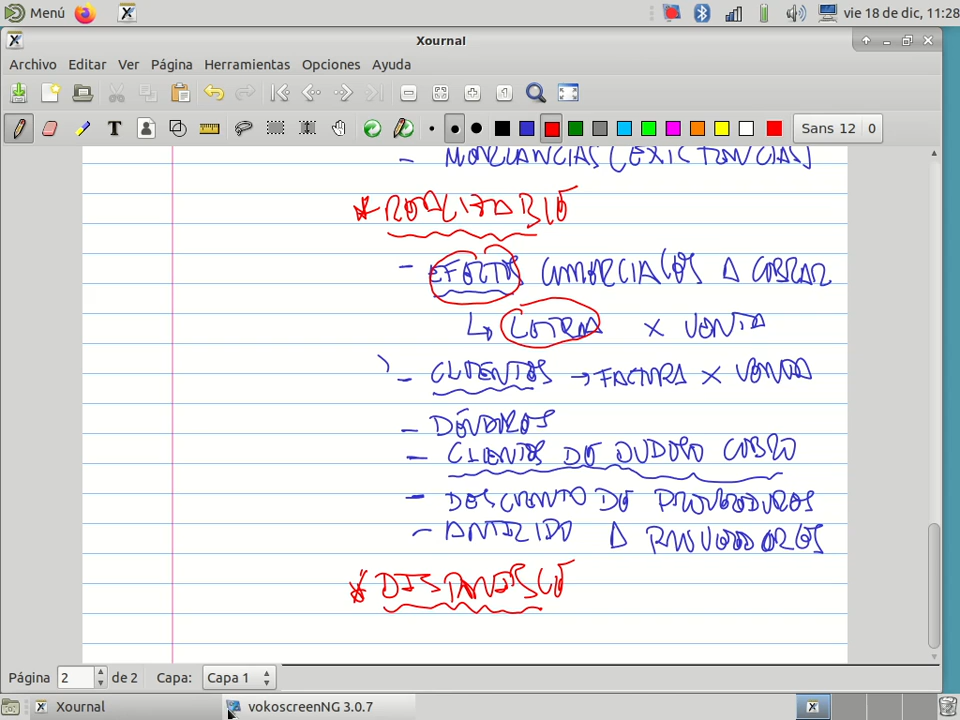 Menú
vie 18 de dic, 11:28
Xournal
Archivo Editar Ver Página Herramientas Opciones Ayuda
Sans 12 0
- MERCANCIAS (EXISTENCIAS)
* REALIZABLE
- EFECTOS COMERCIALES A COBRAR
↳ LETRA x VENTA
- CLIENTES → FACTURA x VENTA
- DEUDORES
- CLIENTES DE DUDOSO COBRO
- DESCUENTO DE PROVEEDORES
- ANTICIPO A PROVEEDORES
* DISPONIBLE
Página 2 de 2 Capa: Capa 1
Xournal vokoscreenNG 3.0.7